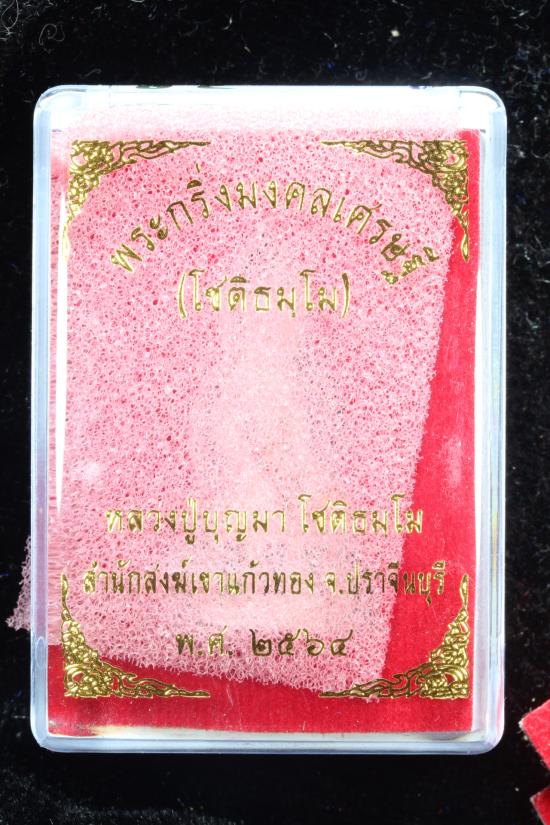 พระกริ่งมงคลเศรษฐี
(โชติธมฺโม)
หลวงปู่บุญมา โชติธมฺโม
สำนักสงฆ์เขาแก้วทอง จ.ปราจีนบุรี
พ.ศ. ๒๕๖๔